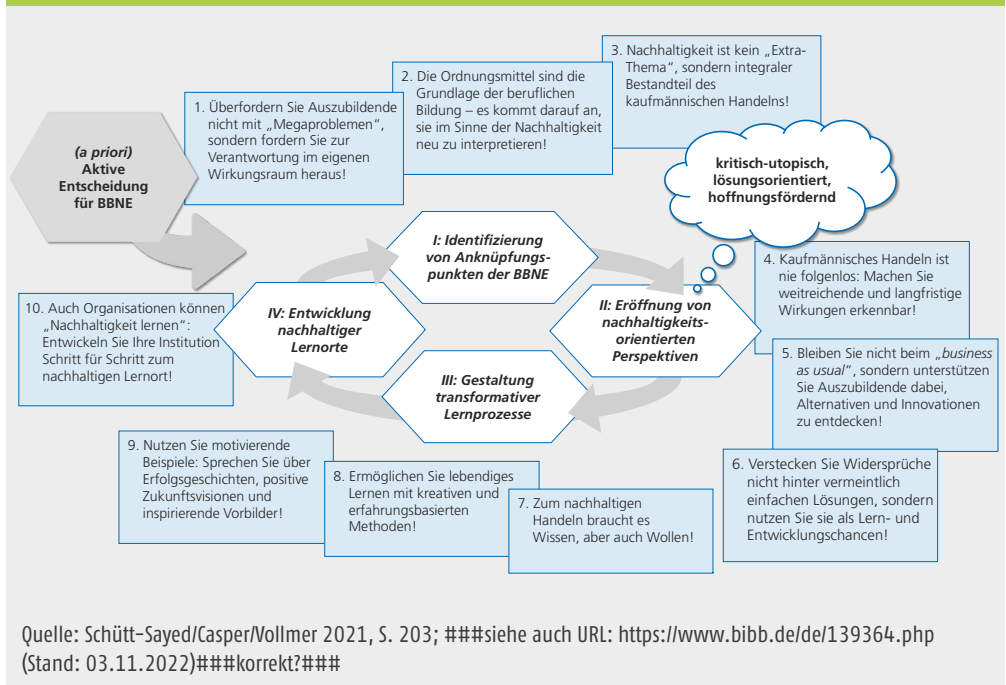 (a priori)
Aktive
Entscheidung
für BBNE
1. Überfordern Sie Auszubildende
nicht mit „Megaproblemen“,
sondern fordern Sie zur
Verantwortung im eigenen
Wirkungsraum heraus!
2. Die Ordnungsmittel sind die
Grundlage der beruflichen
Bildung – es kommt darauf an,
sie im Sinne der Nachhaltigkeit
neu zu interpretieren!
3. Nachhaltigkeit ist kein „Extra-
Thema“, sondern integraler
Bestandteil des
kaufmännischen Handelns!
kritisch-utopisch,
lösungsorientiert,
hoffnungsfördernd
I: Identifizierung
von Anknüpfungs-
punkten der BBNE
II: Eröffnung von
nachhaltigkeits-
orientierten
Perspektiven
III: Gestaltung
transformativer
Lernprozesse
IV: Entwicklung
nachhaltiger
Lernorte
4. Kaufmännisches Handeln ist
nie folgenlos: Machen Sie
weitreichende und langfristige
Wirkungen erkennbar!
5. Bleiben Sie nicht beim „business
as usual“, sondern unterstützen
Sie Auszubildende dabei,
Alternativen und Innovationen
zu entdecken!
6. Verstecken Sie Widersprüche
nicht hinter vermeintlich
einfachen Lösungen, sondern
nutzen Sie sie als Lern- und
Entwicklungschancen!
7. Zum nachhaltigen
Handeln braucht es
Wissen, aber auch Wollen!
8. Ermöglichen Sie lebendiges
Lernen mit kreativen und
erfahrungsbasierten
Methoden!
9. Nutzen Sie motivierende
Beispiele: Sprechen Sie über
Erfolgsgeschichten, positive
Zukunftsvisionen und
inspirierende Vorbilder!
10. Auch Organisationen können
„Nachhaltigkeit lernen“:
Entwickeln Sie Ihre Institution
Schritt für Schritt zum
nachhaltigen Lernort!
Quelle: Schütt-Sayed/Casper/Vollmer 2021, S. 203; ###siehe auch URL: https://www.bibb.de/de/139364.php
(Stand: 03.11.2022)###korrekt?###